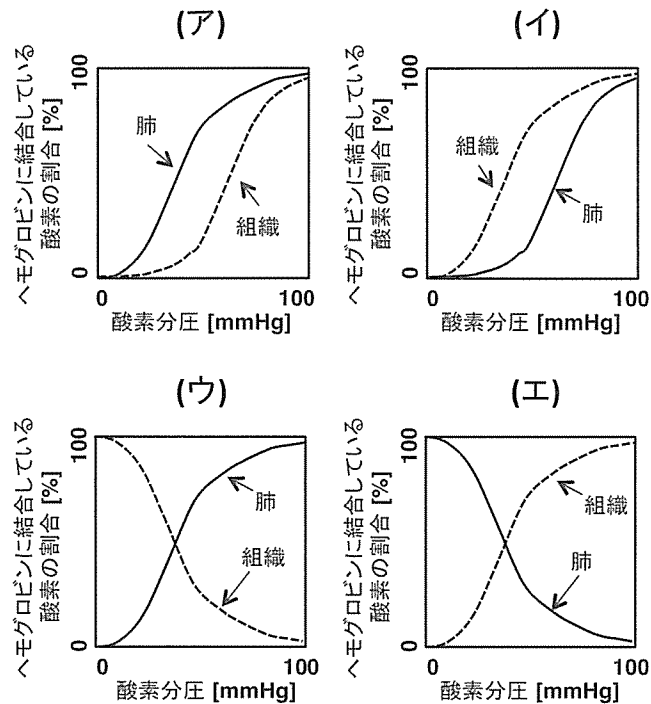 (ア)
ヘモグロビンに結合している
酸素の割合 [%]
100
0
肺
組織
0
100
酸素分圧 [mmHg]
(イ)
ヘモグロビンに結合している
酸素の割合 [%]
100
0
組織
肺
0
100
酸素分圧 [mmHg]
(ウ)
ヘモグロビンに結合している
酸素の割合 [%]
100
0
肺
組織
0
100
酸素分圧 [mmHg]
(エ)
ヘモグロビンに結合している
酸素の割合 [%]
100
0
組織
肺
0
100
酸素分圧 [mmHg]